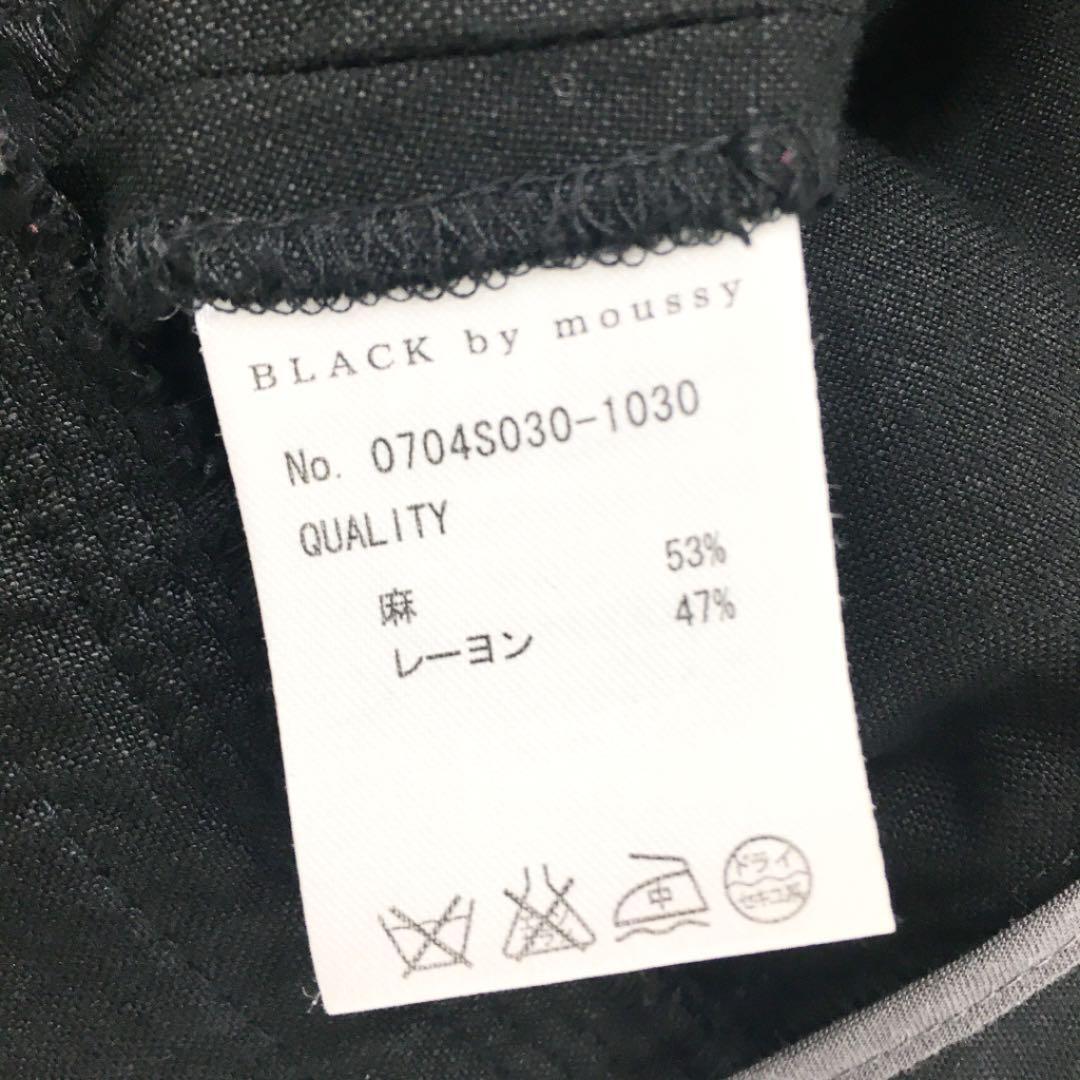 BLACK by moussy
No. 0704S030-1030
QUALITY
麻 53%
レーヨン 47%
中
ドライ
セキユ系